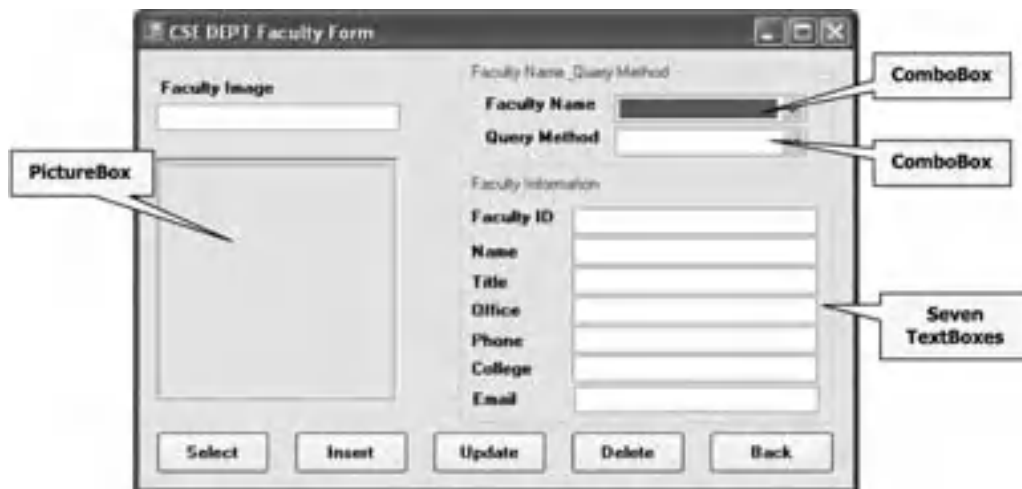 CSE DEPT Faculty Form
Faculty Image
Faculty Name_Query Method
Faculty Name
Query Method
Faculty Information
Faculty ID
Name
Title
Office
Phone
College
Email
Select
Insert
Update
Delete
Back
PictureBox
ComboBox
ComboBox
Seven
TextBoxes